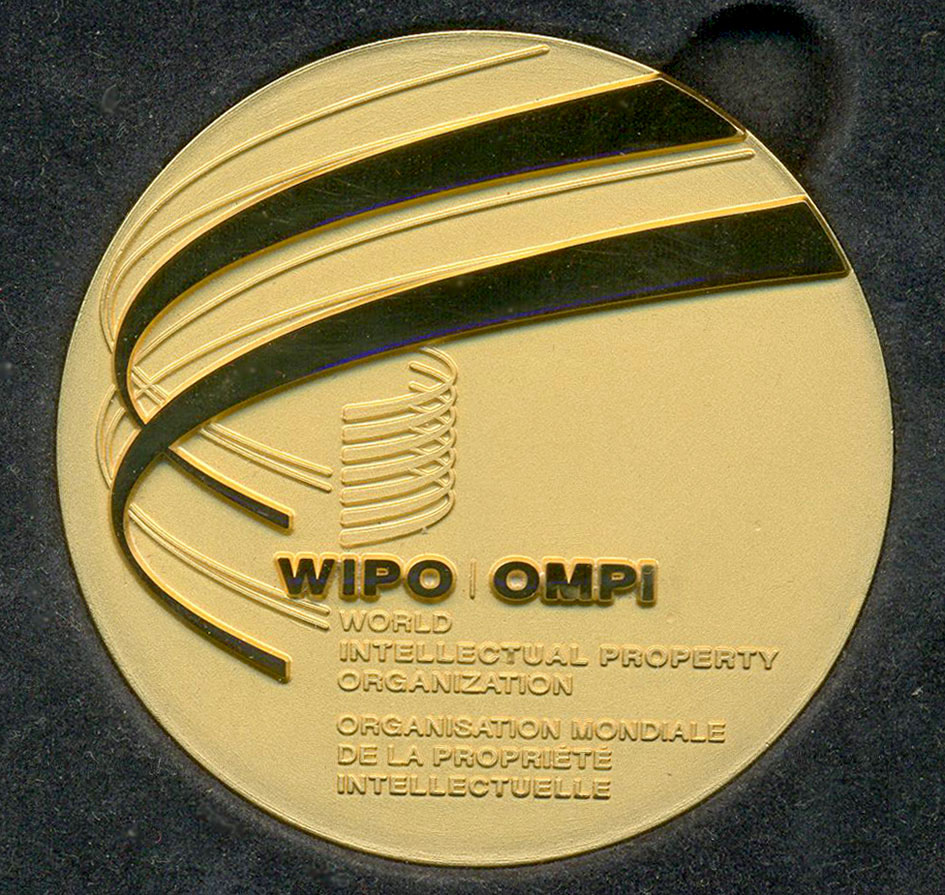 WIPO | OMPI
WORLD
INTELLECTUAL PROPERTY
ORGANIZATION
ORGANISATION MONDIALE
DE LA PROPRIÉTÉ
INTELLECTUELLE